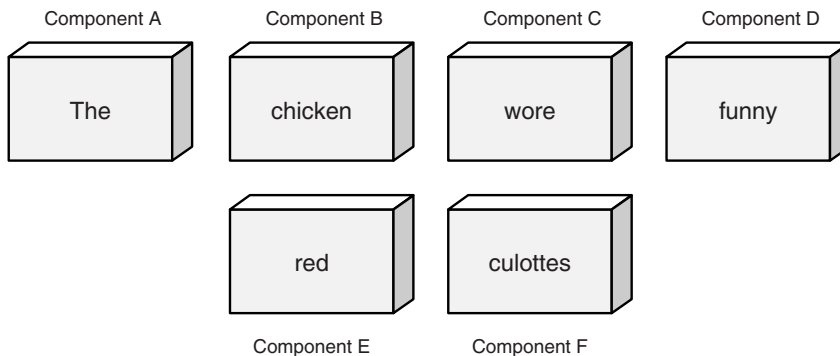 Component A Component B Component C Component D
The chicken wore funny
red culottes
Component E Component F